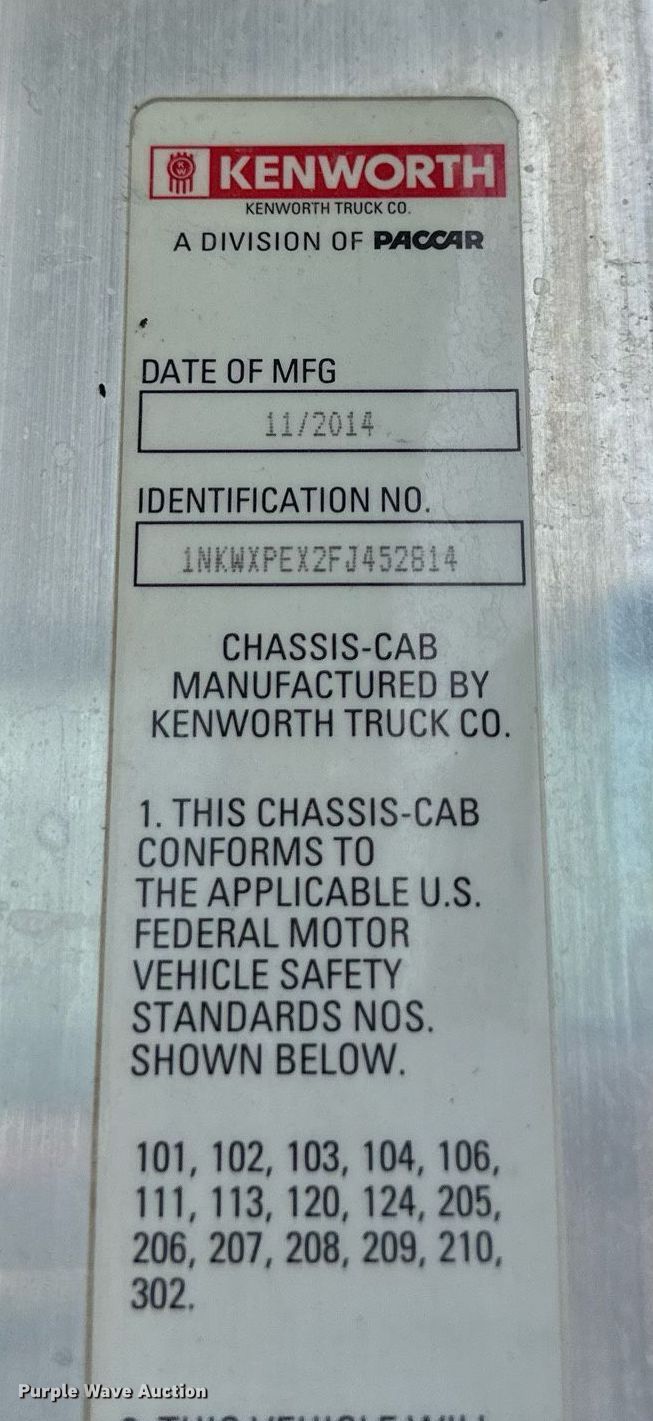 KENWORTH
KENWORTH TRUCK CO.
A DIVISION OF PACCAR
DATE OF MFG
11/2014
IDENTIFICATION NO.
1NKWXPEX2FJ452814
CHASSIS-CAB
MANUFACTURED BY
KENWORTH TRUCK CO.
1. THIS CHASSIS-CAB
CONFORMS TO
THE APPLICABLE U.S.
FEDERAL MOTOR
VEHICLE SAFETY
STANDARDS NOS.
SHOWN BELOW.
101, 102, 103, 104, 106,
111, 113, 120, 124, 205,
206, 207, 208, 209, 210,
302.
Purple Wave Auction